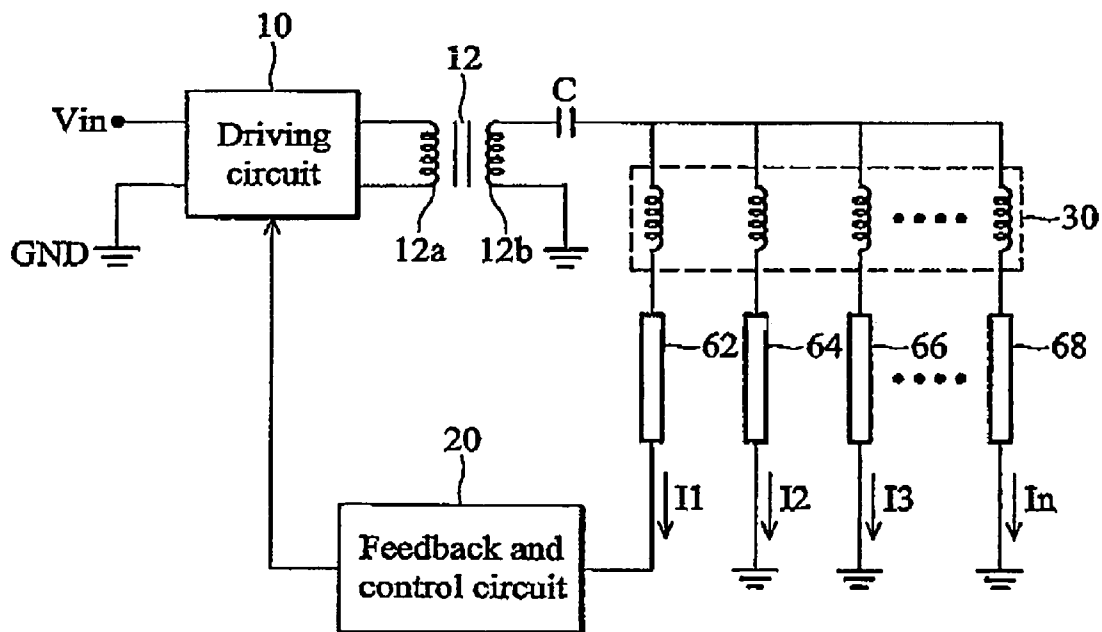 10
12
C
Vin
Driving
circuit
30
GND
12a
12b
62
64
66
68
20
I1
I2
I3
In
Feedback and
control circuit